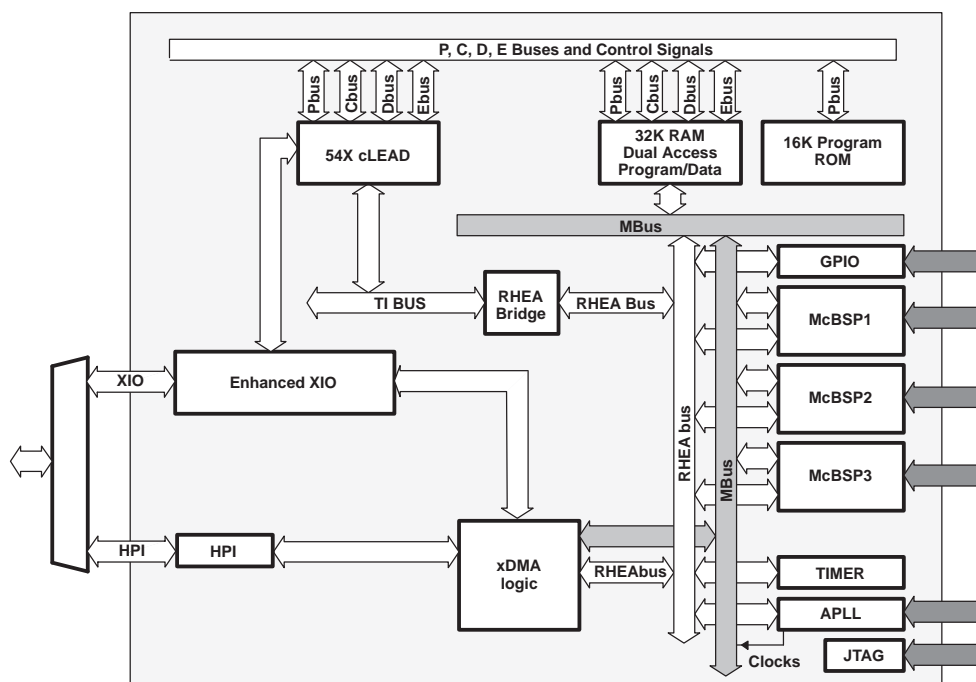 P, C, D, E Buses and Control Signals
Pbus
Cbus
Dbus
Ebus
Pbus
Cbus
Dbus
Ebus
Pbus
54X cLEAD
32K RAM
Dual Access
Program/Data
16K Program
ROM
MBus
GPIO
TI BUS
RHEA
Bridge
RHEA Bus
McBSP1
XIO
Enhanced XIO
McBSP2
RHEA bus
MBus
McBSP3
HPI
HPI
xDMA
logic
RHEAbus
TIMER
APLL
Clocks
JTAG